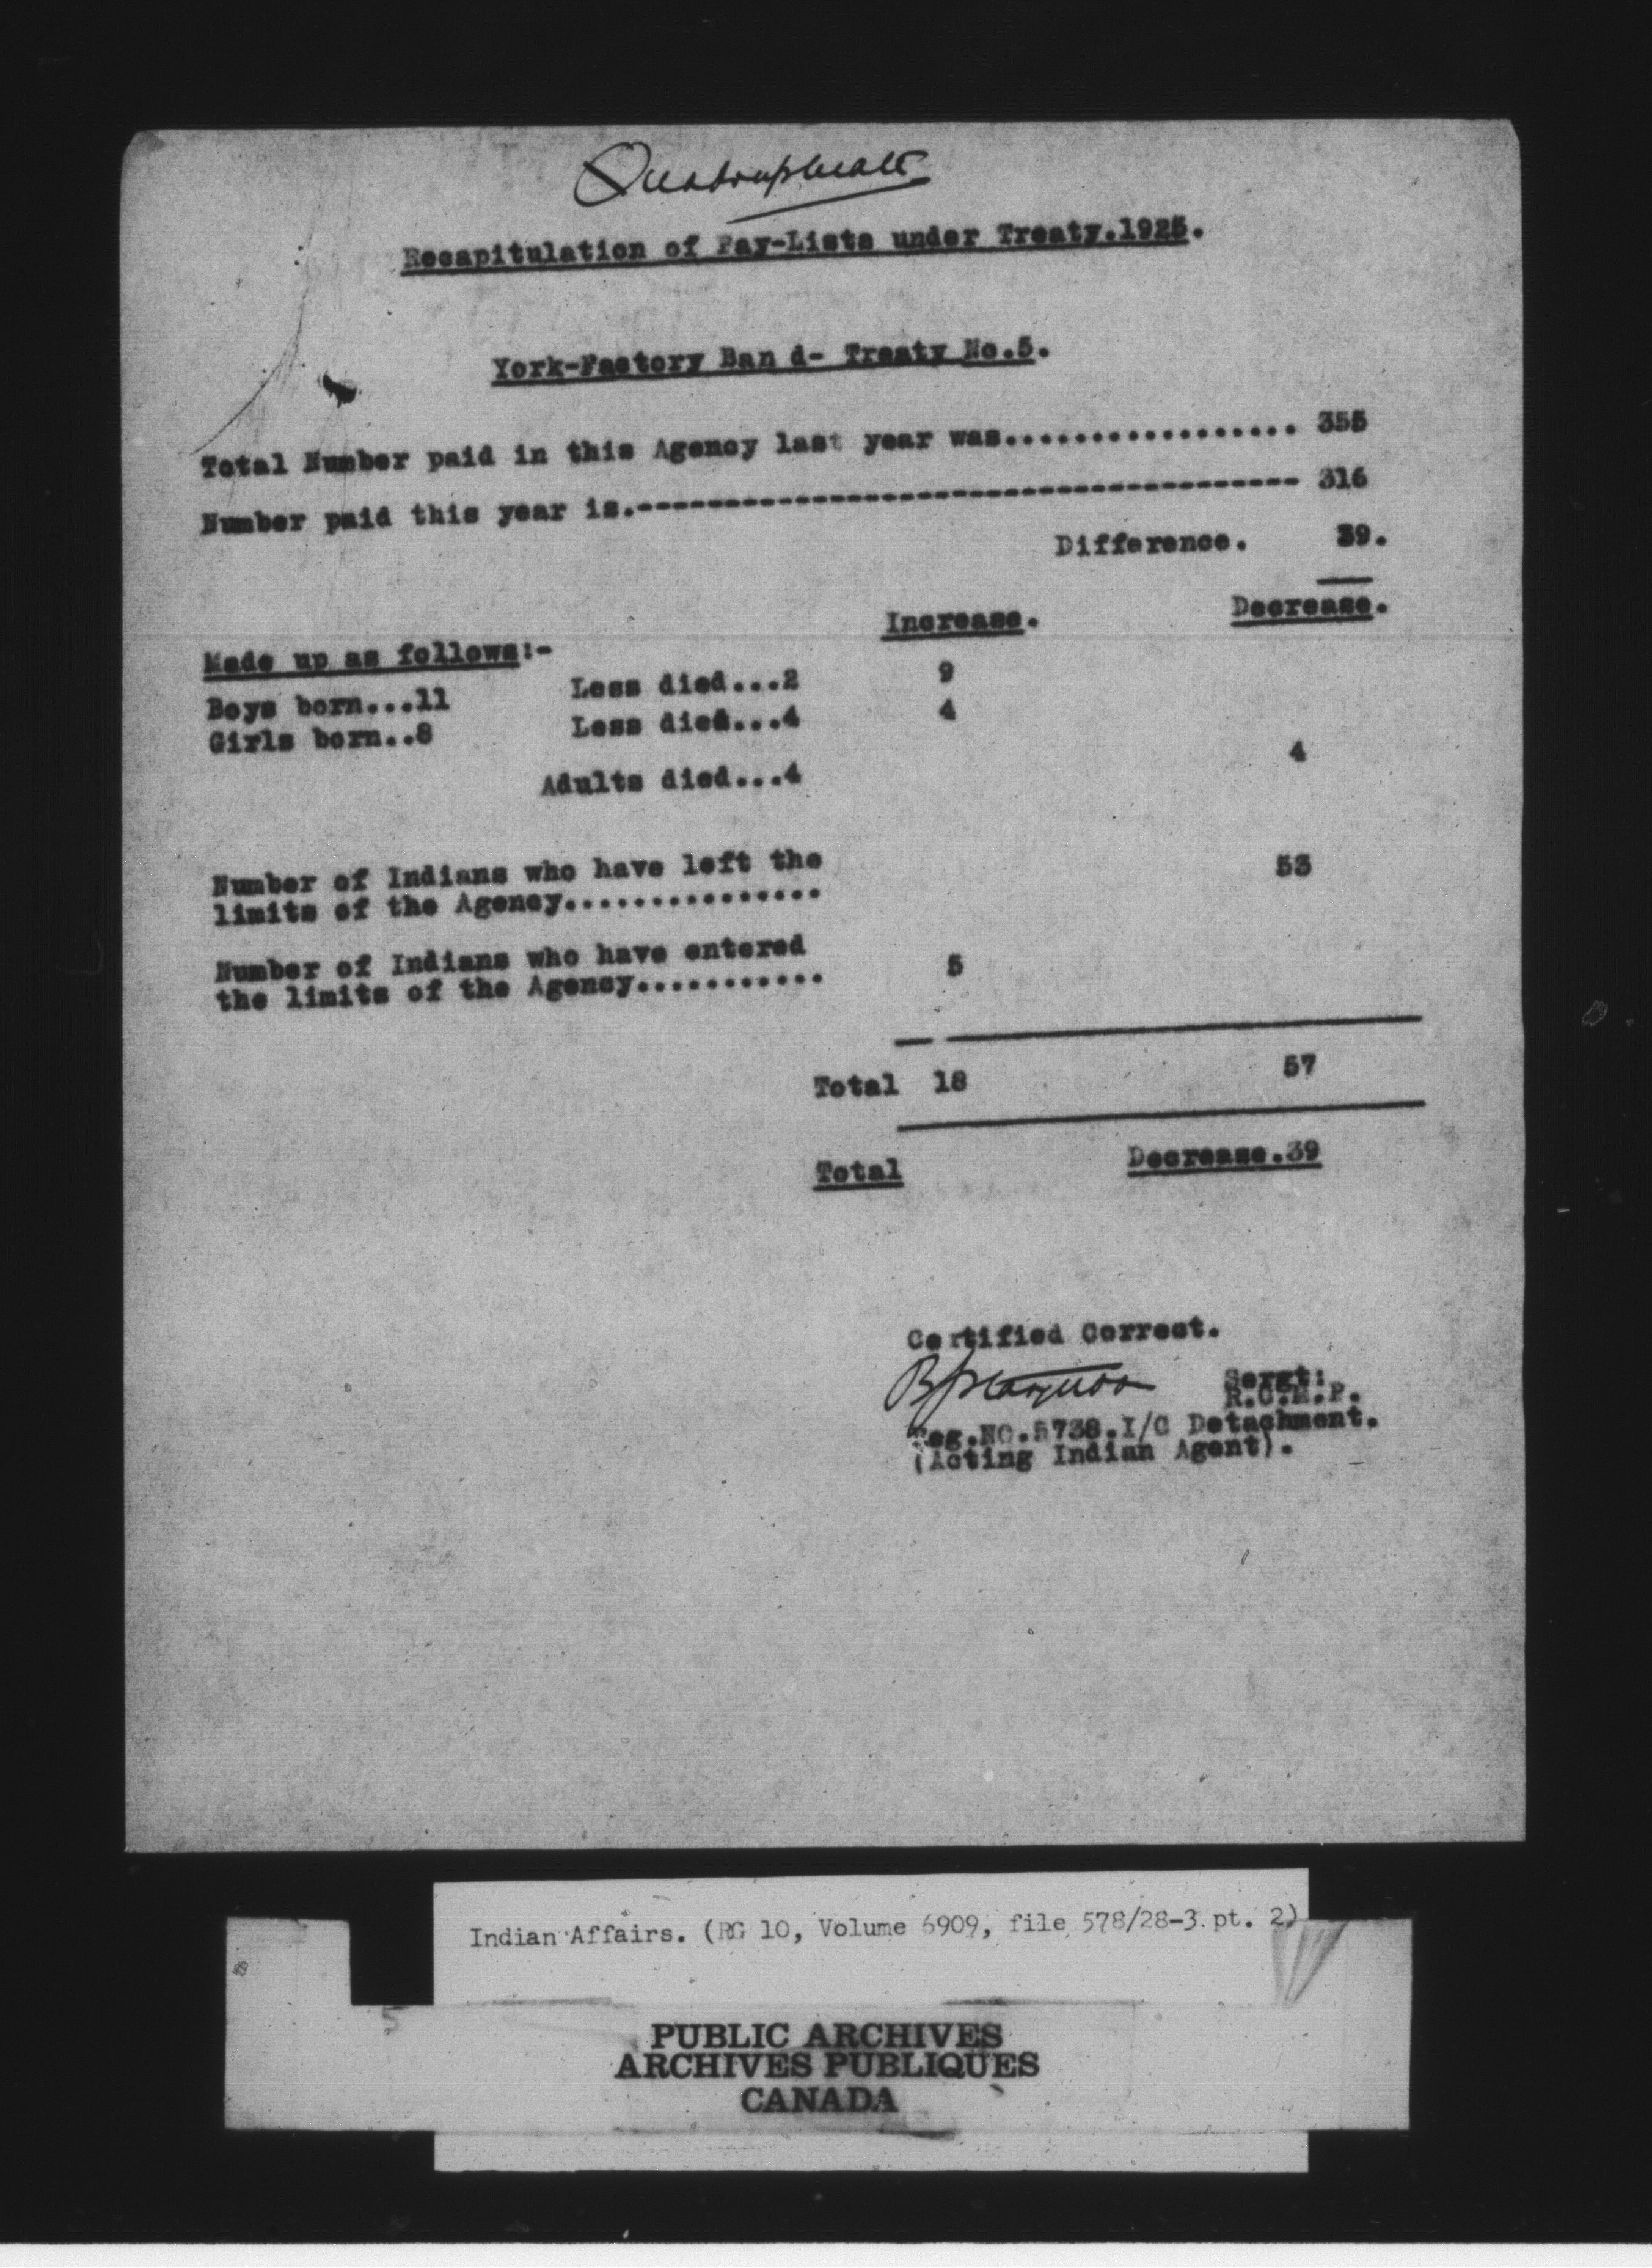 Quadruplicate
Recapitulation of Pay-Lists under Treaty.1925.
York-Factory Ban d- Treaty No.5.
Total Number paid in this Agency last year was.................. 355
Number paid this year is.-------------------------------------- 316
Difference. 39.
Increase. Decrease.
Made up as follows:-
Boys born...11 Less died...2 9
Girls born..8 Less died...4 4
Adults died...4 4
Number of Indians who have left the
limits of the Agency............... 53
Number of Indians who have entered
the limits of the Agency........... 5
Total 18 57
Total Decrease.39
Certified Correct.
Sergt:
R.C.M.P.
Reg.NO.5738.I/C Detachment.
(Acting Indian Agent).
Indian Affairs. (RG 10, Volume 6909, file 578/28-3 pt. 2)
5
PUBLIC ARCHIVES
ARCHIVES PUBLIQUES
CANADA